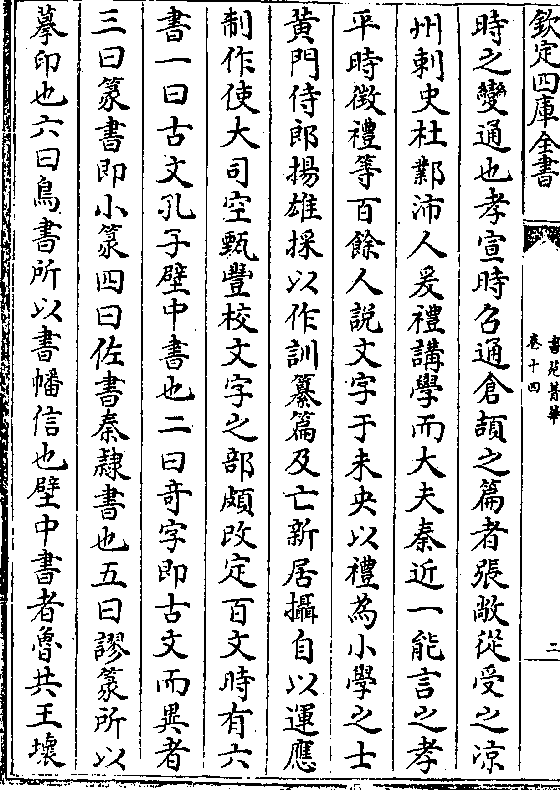 欽定四庫全書
書苑菁華
卷十四
二
時之變通也孝宣時召通倉頡之篇者張敞從受之凉
州刺史杜鄴沛人爰禮講學而大夫秦近一能言之孝
平時徴禮等百餘人說文字于未央以禮為小學之士
黄門侍郎揚雄採以作訓纂篇及亡新居攝自以運應
制作使大司空甄豐校文字之部頗改定百文時有六
書一曰古文孔子壁中書也二曰竒字即古文而異者
三曰篆書即小篆四曰佐書秦隸書也五曰謬篆所以
摹印也六曰鳥書所以書幡信也壁中書者魯共王壞